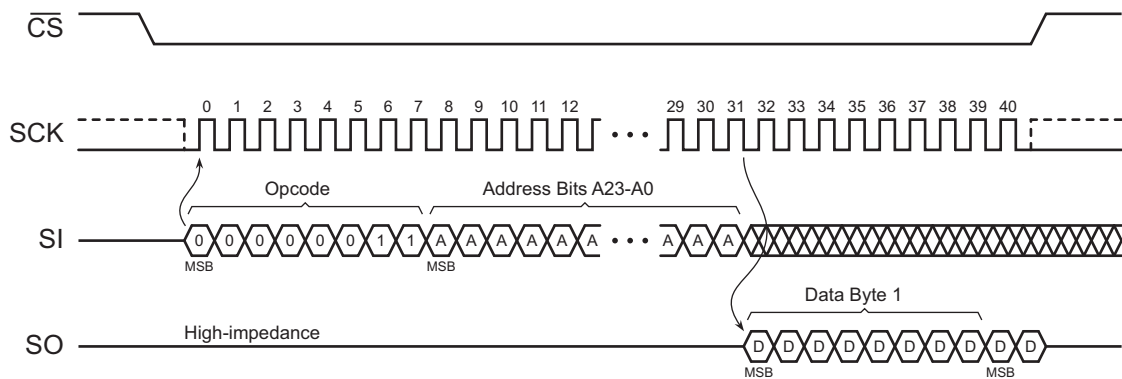 CS
0 1 2 3 4 5 6 7 8 9 10 11 12 29 30 31 32 33 34 35 36 37 38 39 40
SCK
Opcode Address Bits A23-A0
SI 0 0 0 0 0 0 1 1 A A A A A A A A A
MSB MSB
Data Byte 1
High-impedance
SO D D D D D D D D D D
MSB MSB